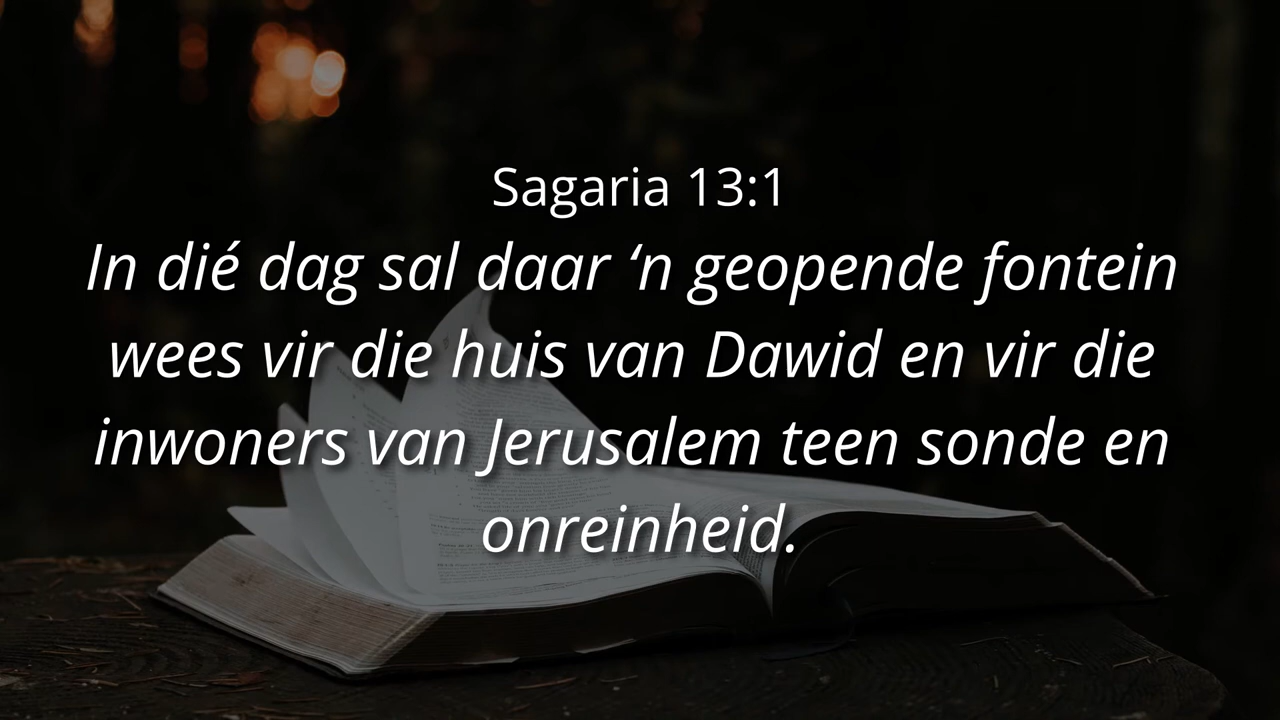 Sagaria 13:1
In dié dag sal daar ‘n geopende fontein
wees vir die huis van Dawid en vir die
inwoners van Jerusalem teen sonde en
onreinheid.